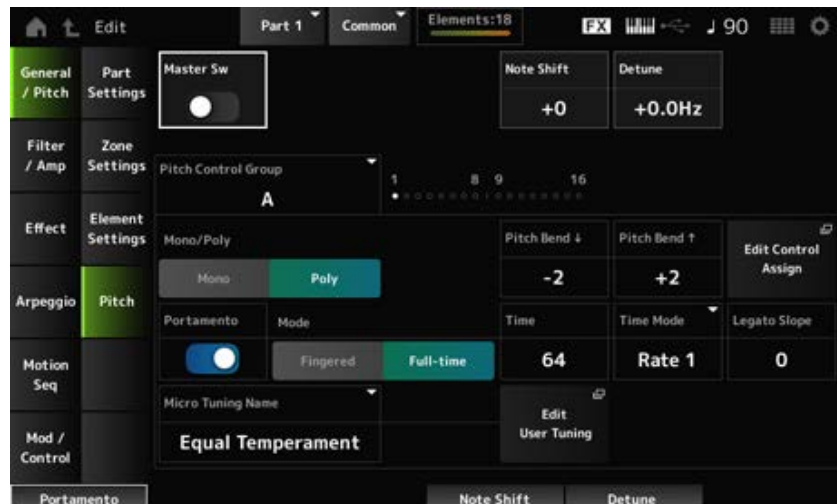 Edit
Part 1
Common
Elements:18
FX
90
General
/ Pitch
Part
Settings
Master Sw
Note Shift
+0
Detune
+0.0Hz
Filter
/ Amp
Zone
Settings
Pitch Control Group
A
1 8 9 16
Effect
Element
Settings
Mono/Poly
Mono
Poly
Pitch Bend ↓
-2
Pitch Bend ↑
+2
Edit Control
Assign
Arpeggio
Pitch
Portamento
Mode
Fingered
Full-time
Time
64
Time Mode
Rate 1
Legato Slope
0
Motion
Seq
Micro Tuning Name
Equal Temperament
Edit
User Tuning
Mod /
Control
Portamento
Note Shift
Detune